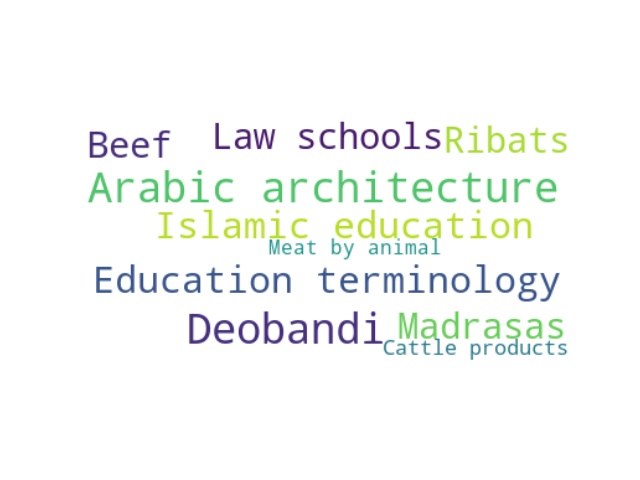 Beef Law schools Ribats
Arabic architecture
Islamic education
Meat by animal
Education terminology
Deobandi Madrasas
Cattle products